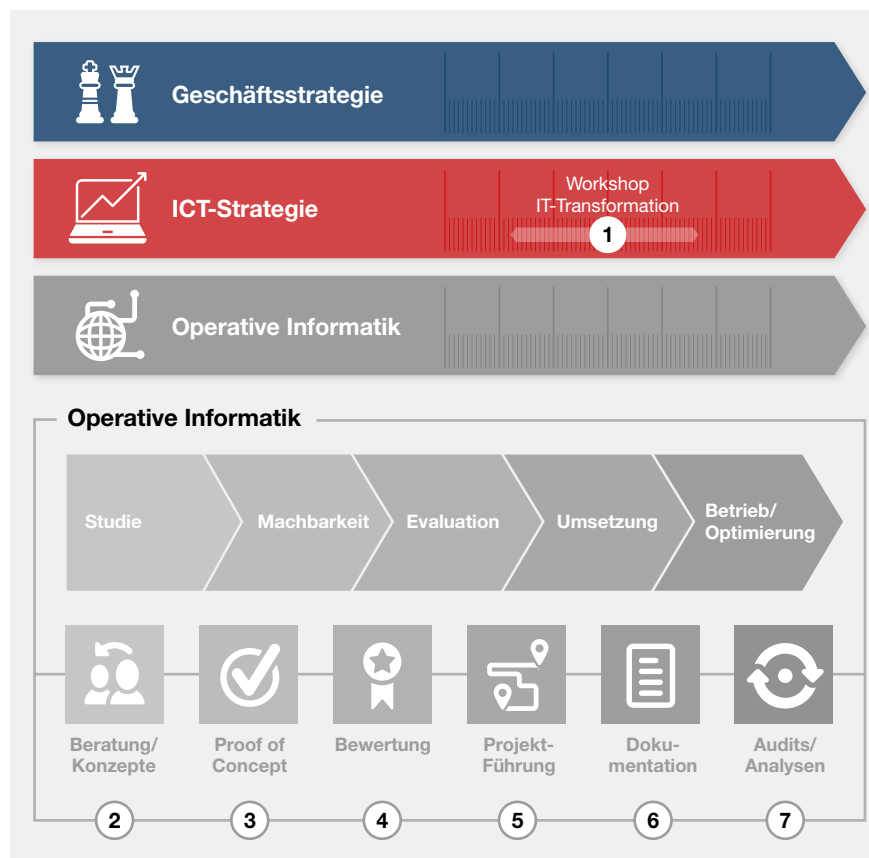 Geschäftsstrategie
ICT-Strategie
Workshop
IT-Transformation
1
Operative Informatik
Operative Informatik
Studie
Machbarkeit
Evaluation
Umsetzung
Betrieb/
Optimierung
Beratung/
Konzepte
Proof of
Concept
Bewertung
Projekt-
Führung
Doku-
mentation
Audits/
Analysen
2
3
4
5
6
7